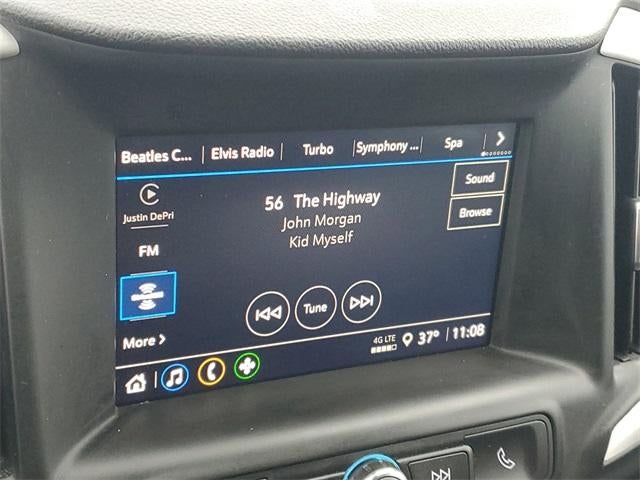 Beatles C... Elvis Radio Turbo Symphony ... Spa
Sound
Browse
Justin DePri
FM
More >
56 The Highway
John Morgan
Kid Myself
Tune
4G LTE 37° 11:08